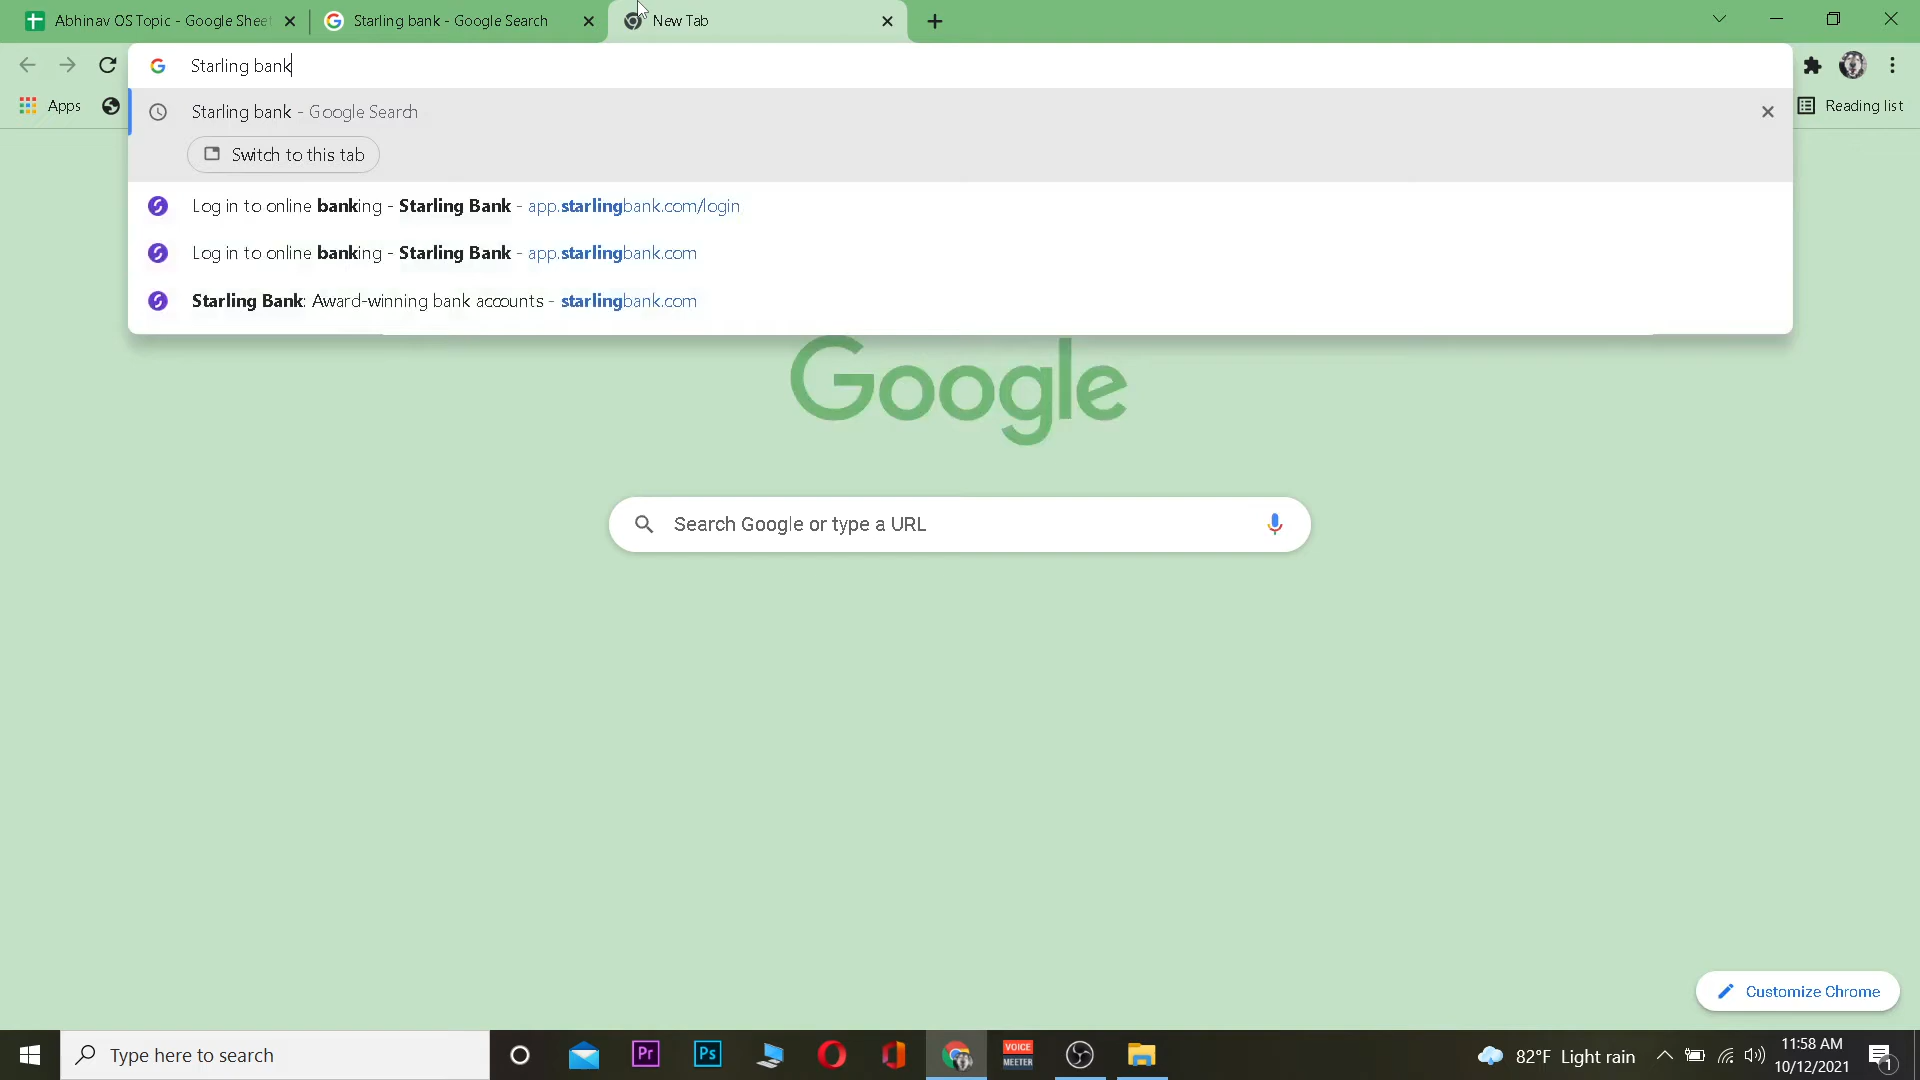 Abhinav OS Topic - Google Sheet
Starling bank - Google Search
New Tab
Starling bank
Apps
Starling bank - Google Search
Reading list
Switch to this tab
Log in to online banking - Starling Bank - app.starlingbank.com/login
Log in to online banking - Starling Bank - app.starlingbank.com
Starling Bank: Award-winning bank accounts - starlingbank.com
Google
Search Google or type a URL
Customize Chrome
Type here to search
Pr
Ps
VOICE
MEETER
82°F Light rain
11:58 AM
10/12/2021
1